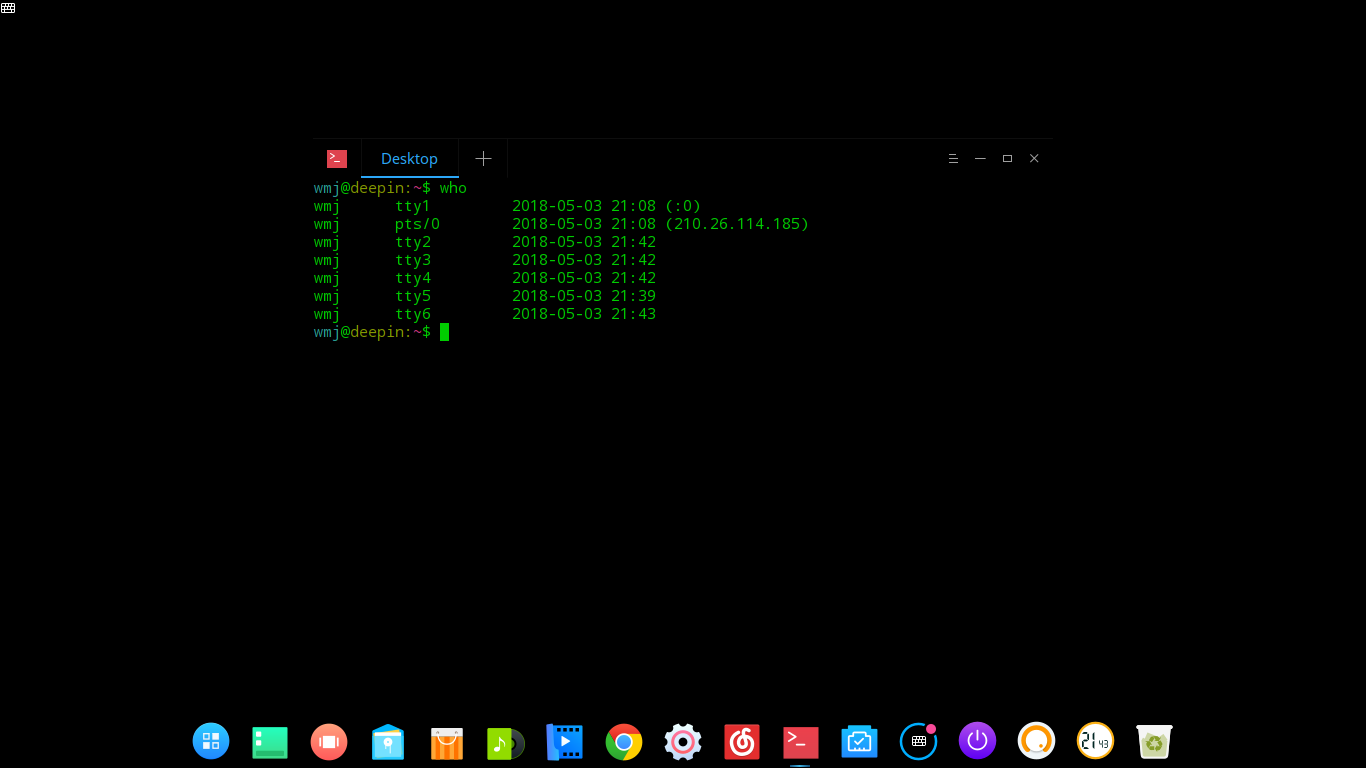 Desktop
wmj@deepin:~$ who
wmj      tty1         2018-05-03 21:08 (:0)
wmj      pts/0        2018-05-03 21:08 (210.26.114.185)
wmj      tty2         2018-05-03 21:42
wmj      tty3         2018-05-03 21:42
wmj      tty4         2018-05-03 21:42
wmj      tty5         2018-05-03 21:39
wmj      tty6         2018-05-03 21:43
wmj@deepin:~$
21 43